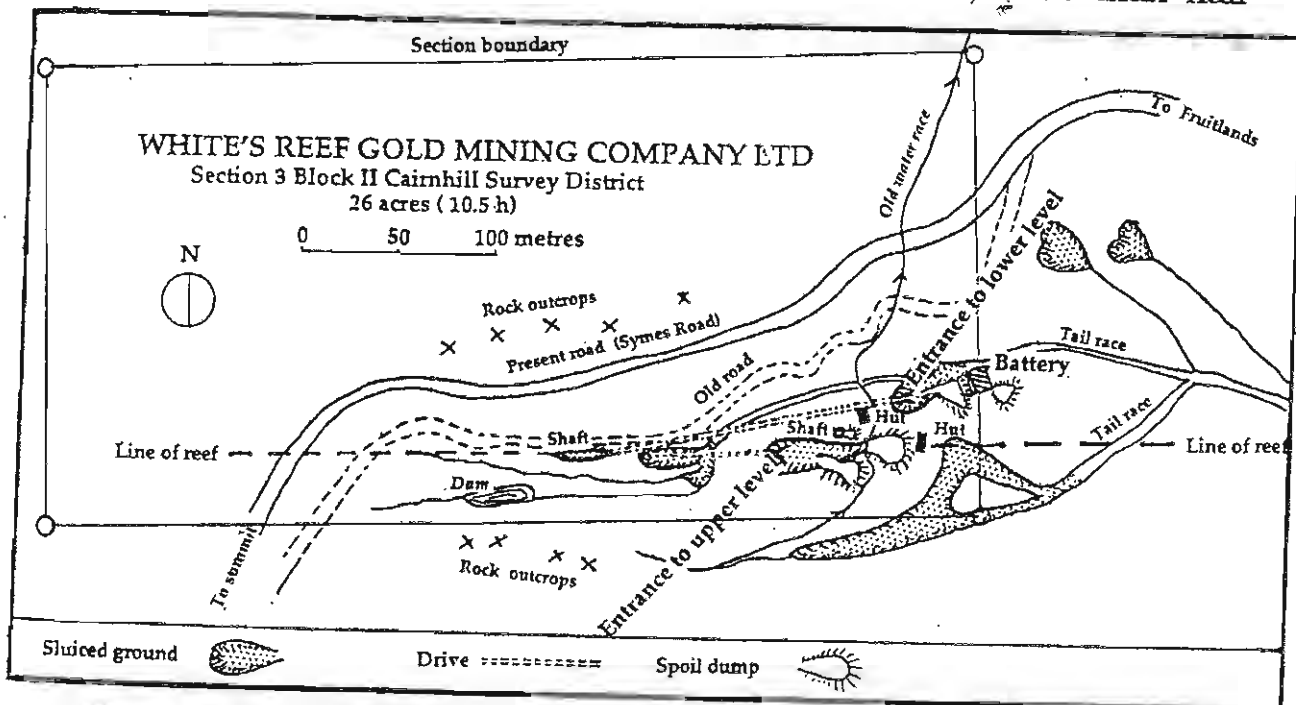 Section boundary
WHITE'S REEF GOLD MINING COMPANY LTD
Section 3 Block II Cairnhill Survey District
26 acres (10.5 h)
0 50 100 metres
N
To Fruitlands
Old water race
Entrance to lower level
Rock outcrops
Present road (Symes Road)
Old road
Tail race
Battery
Tail race
Hut
Hut
Shaft
Shaft
Line of reef
Line of reef
Dam
Entrance to upper level
To summit
Rock outcrops
Sluiced ground
Drive
Spoil dump